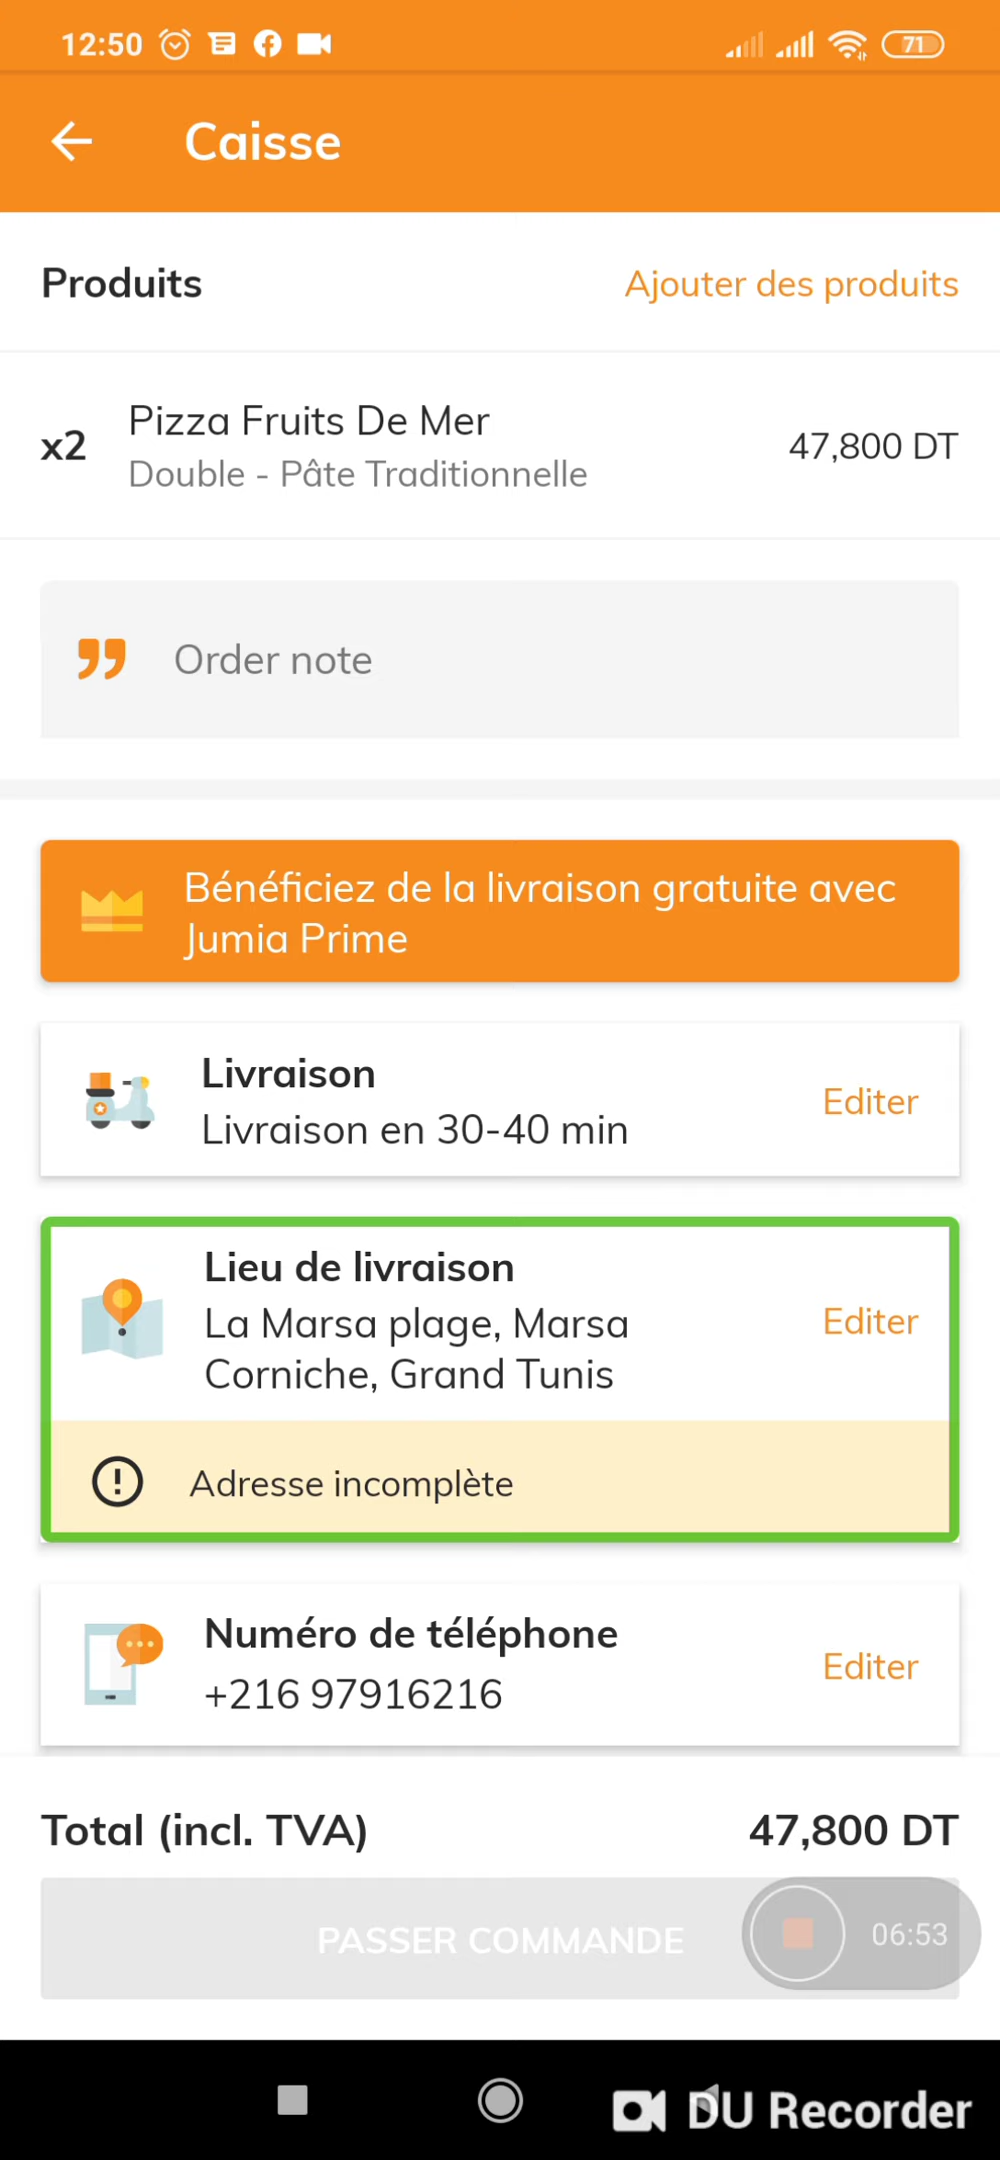 12:50
71
Caisse
Produits
Ajouter des produits
x2
Pizza Fruits De Mer
Double - Pâte Traditionnelle
47,800 DT
Order note
Bénéficiez de la livraison gratuite avec
Jumia Prime
Livraison
Livraison en 30-40 min
Editer
Lieu de livraison
La Marsa plage, Marsa
Corniche, Grand Tunis
Editer
Adresse incomplète
Numéro de téléphone
+216 97916216
Editer
Total (incl. TVA)
47,800 DT
PASSER COMMANDE
06:53
DU Recorder